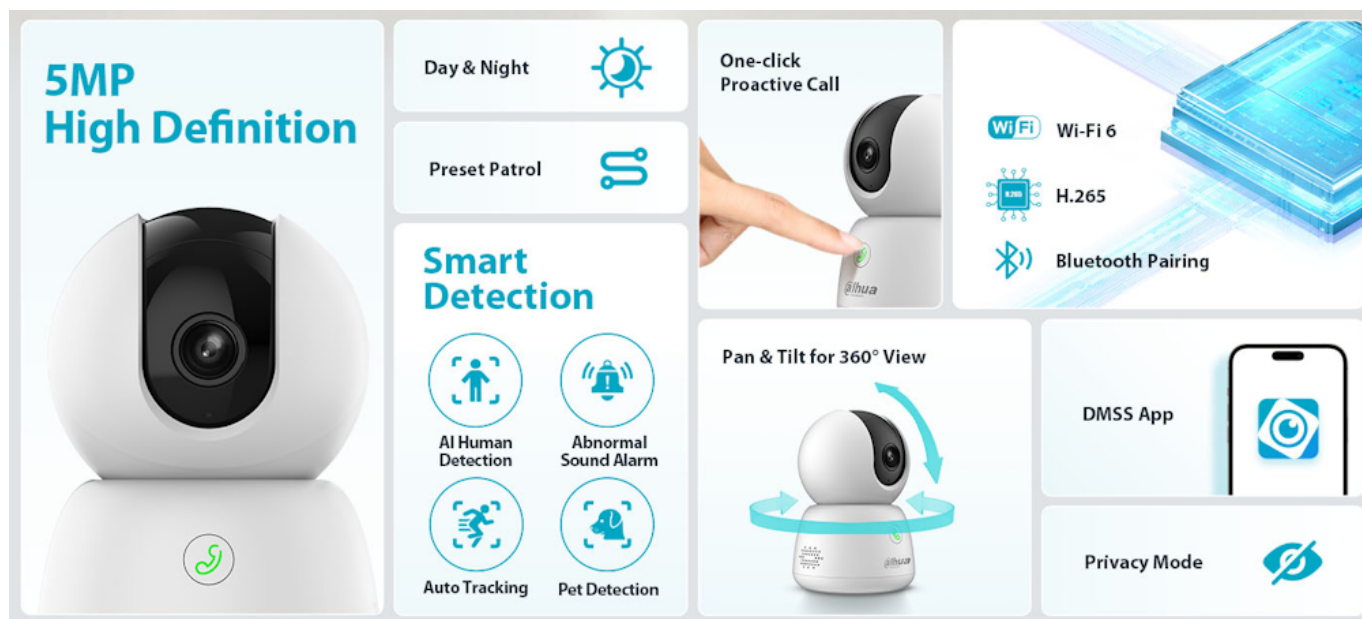 5MP
High Definition
Day & Night
Preset Patrol
Smart
Detection
AI Human
Detection
Abnormal
Sound Alarm
Auto Tracking
Pet Detection
One-click
Proactive Call
alhua
WiFi
Wi-Fi 6
H.265
H.265
Bluetooth Pairing
Pan & Tilt for 360° View
alhua
DMSS App
Privacy Mode